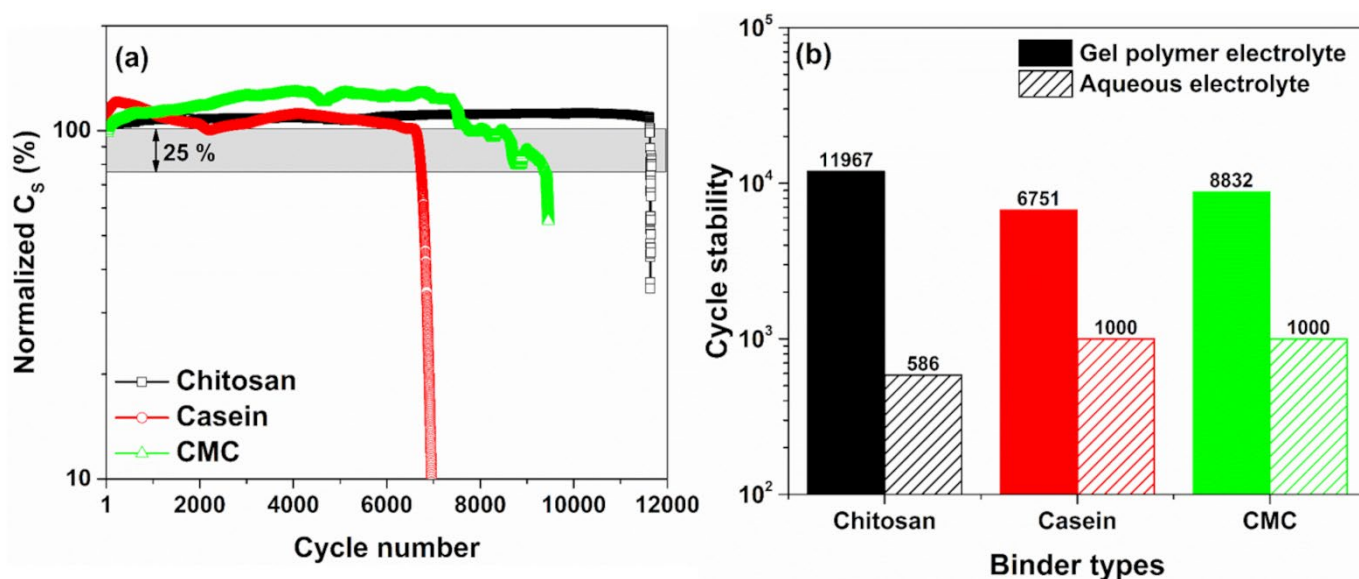 (a)
Normalized C_S (%)
100
10
25 %
Chitosan
Casein
CMC
1 2000 4000 6000 8000 10000 12000
Cycle number
(b)
Gel polymer electrolyte
Aqueous electrolyte
Cycle stability
10^5
10^4
10^3
10^2
11967
586
6751
1000
8832
1000
Chitosan Casein CMC
Binder types